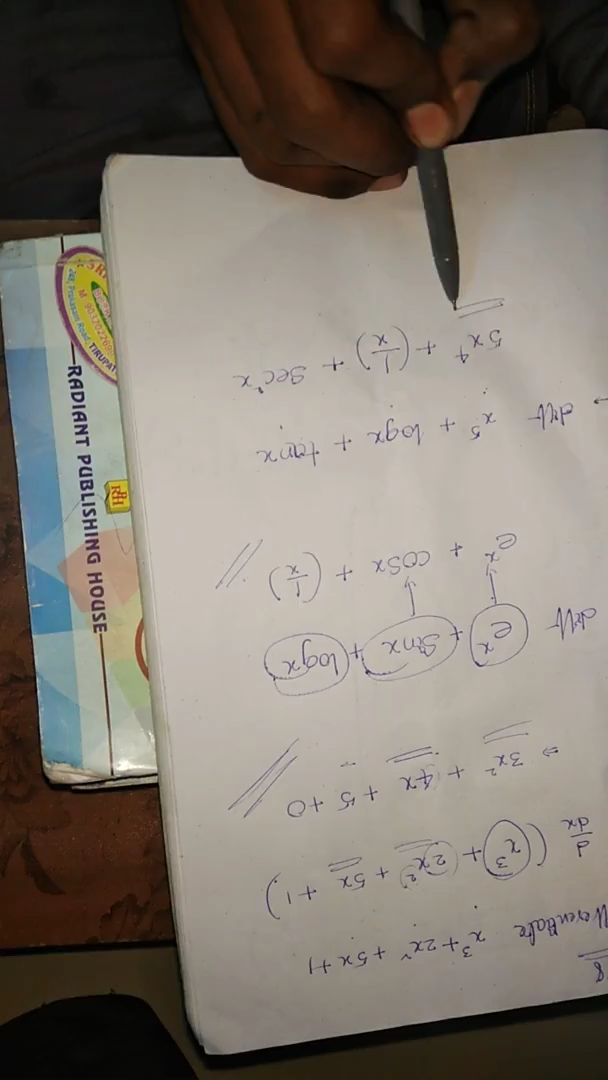 8
x³ + 2x² + 5x + 1
d/dx (x³ + 2x² + 5x + 1)
⇒ 3x² + 4x + 5 + 0
diff eˣ + sinx + logx
eˣ + cosx + (1/x)
→ diff x⁵ + logx + tanx
5x⁴ + (1/x) + sec²x
RADIANT PUBLISHING HOUSE
RPH